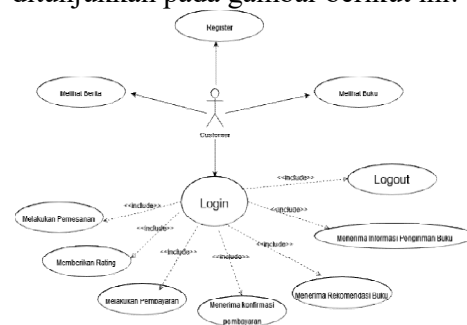 ditunjukkan pada gambar berikut ini.
Register
Melihat Berita
Melihat Buku
Customer
<<include>>
Logout
Login
<<include>>
<<include>>
Melakukan Pemesanan
<<include>>
Menerima Informasi Pengiriman Buku
<<include>>
<<include>>
<<include>>
<<include>>
Memberikan Rating
Melakukan Pembayaran
Menerima konfirmasi
pembayaran
Menerima Rekomendasi Buku